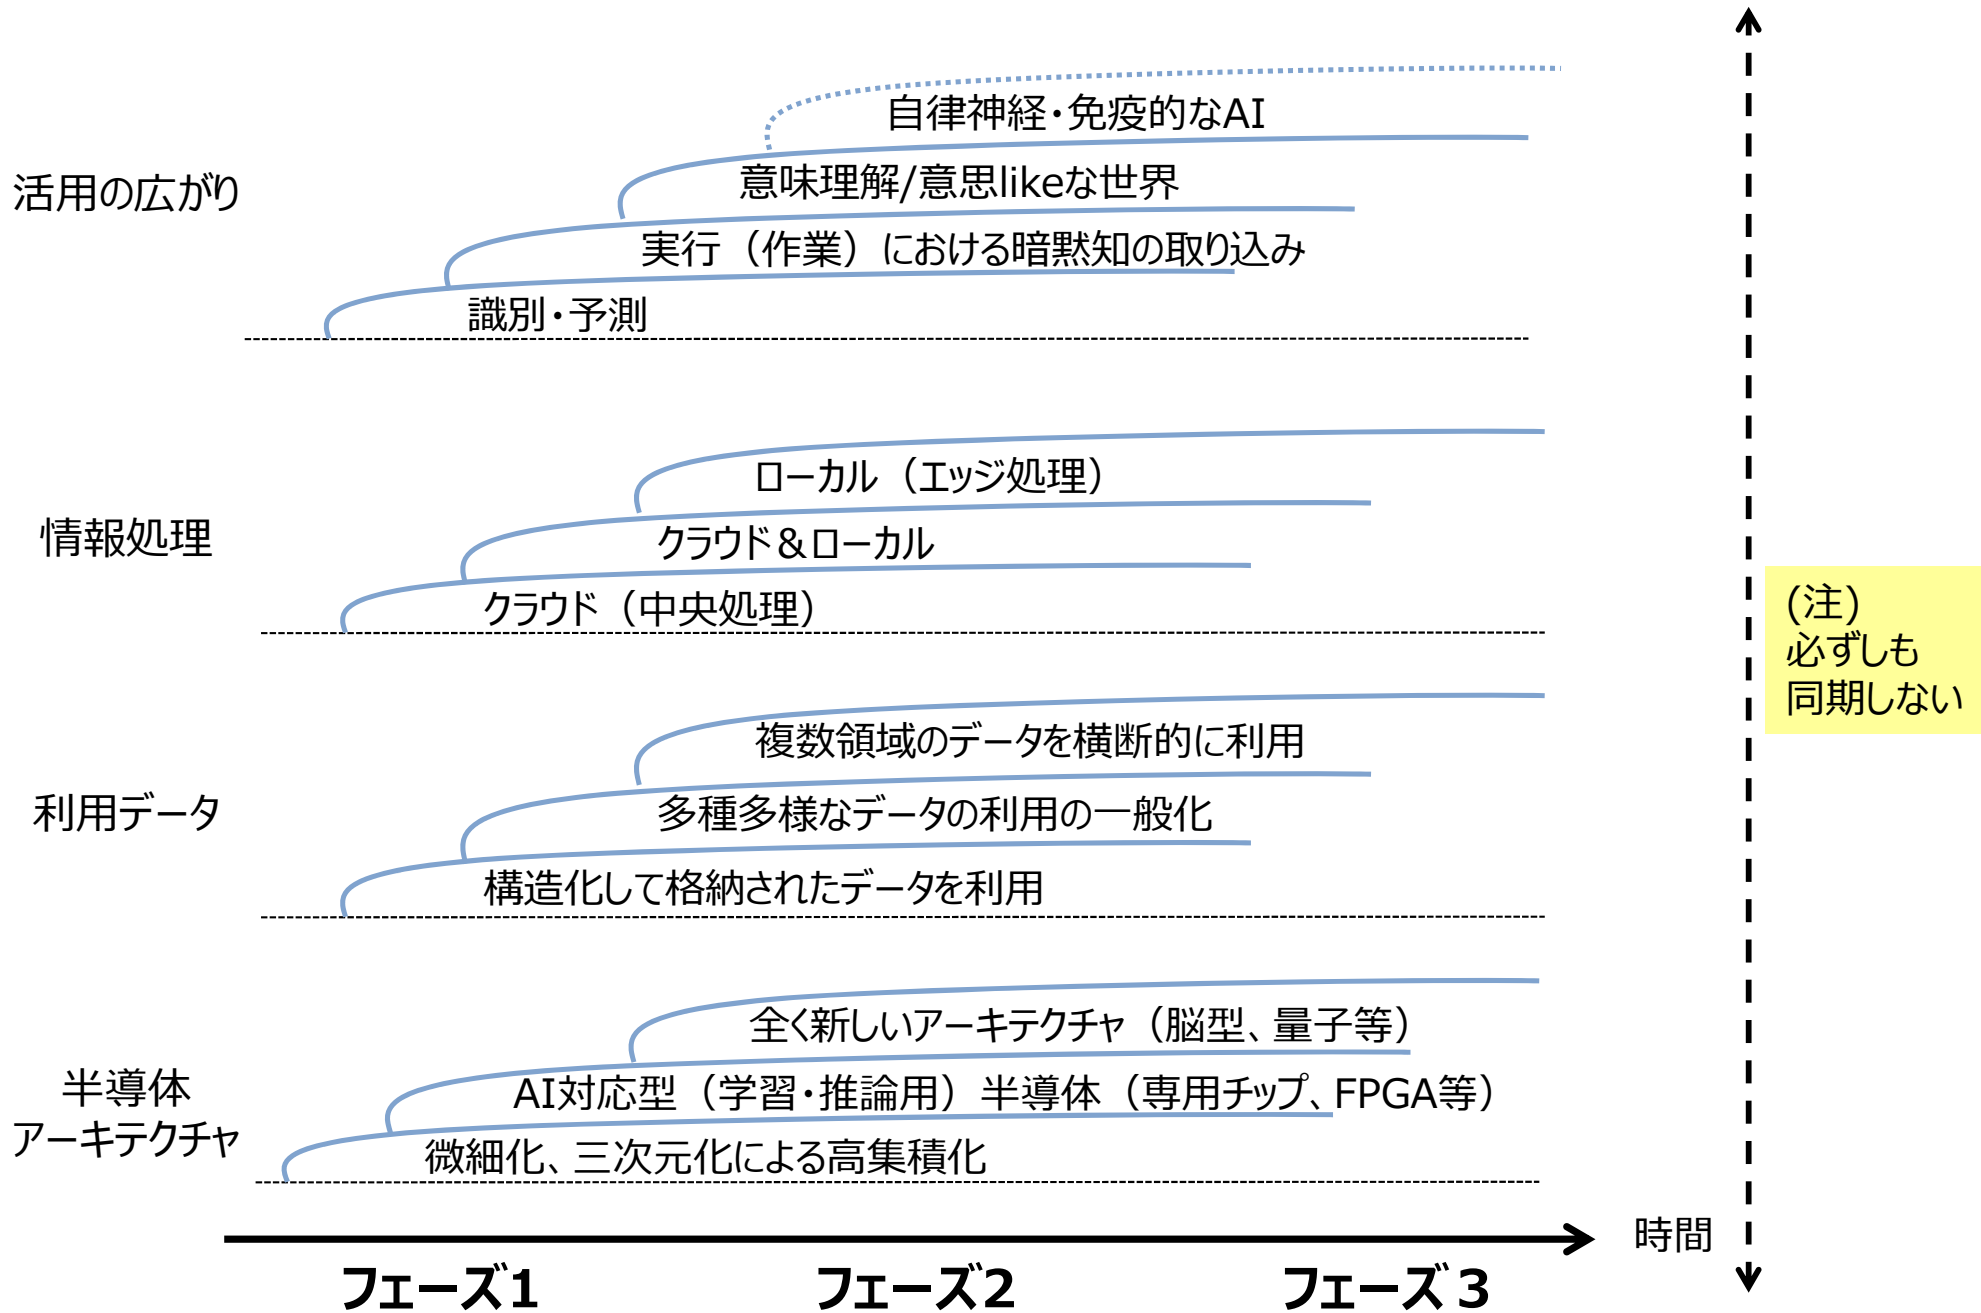 活用の広がり
自律神経・免疫的なAI
意味理解/意思likeな世界
実行（作業）における暗黙知の取り込み
識別・予測
情報処理
ローカル（エッジ処理）
クラウド＆ローカル
クラウド（中央処理）
利用データ
複数領域のデータを横断的に利用
多種多様なデータの利用の一般化
構造化して格納されたデータを利用
半導体
アーキテクチャ
全く新しいアーキテクチャ（脳型、量子等）
AI対応型（学習・推論用）半導体（専用チップ、FPGA等）
微細化、三次元化による高集積化
(注)
必ずしも
同期しない
時間
フェーズ1
フェーズ2
フェーズ３